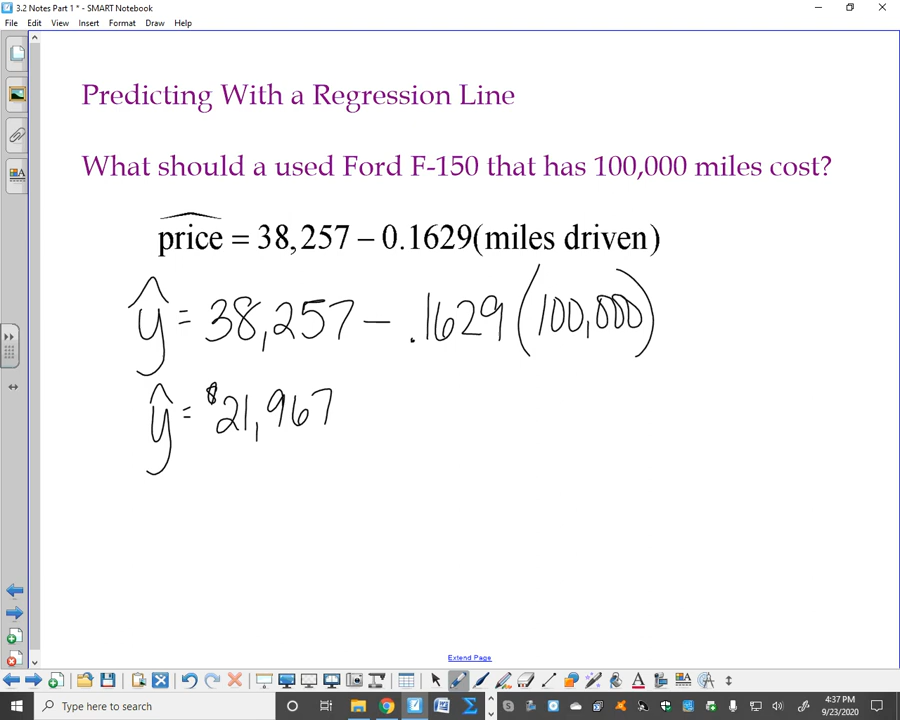 3.2 Notes Part 1 * - SMART Notebook
File Edit View Insert Format Draw Help
Predicting With a Regression Line
What should a used Ford F-150 that has 100,000 miles cost?
price = 38,257 − 0.1629(miles driven)
ŷ = 38,257 − .1629 (100,000)
ŷ = $21,967
Extend Page
Type here to search
4:37 PM
9/23/2020